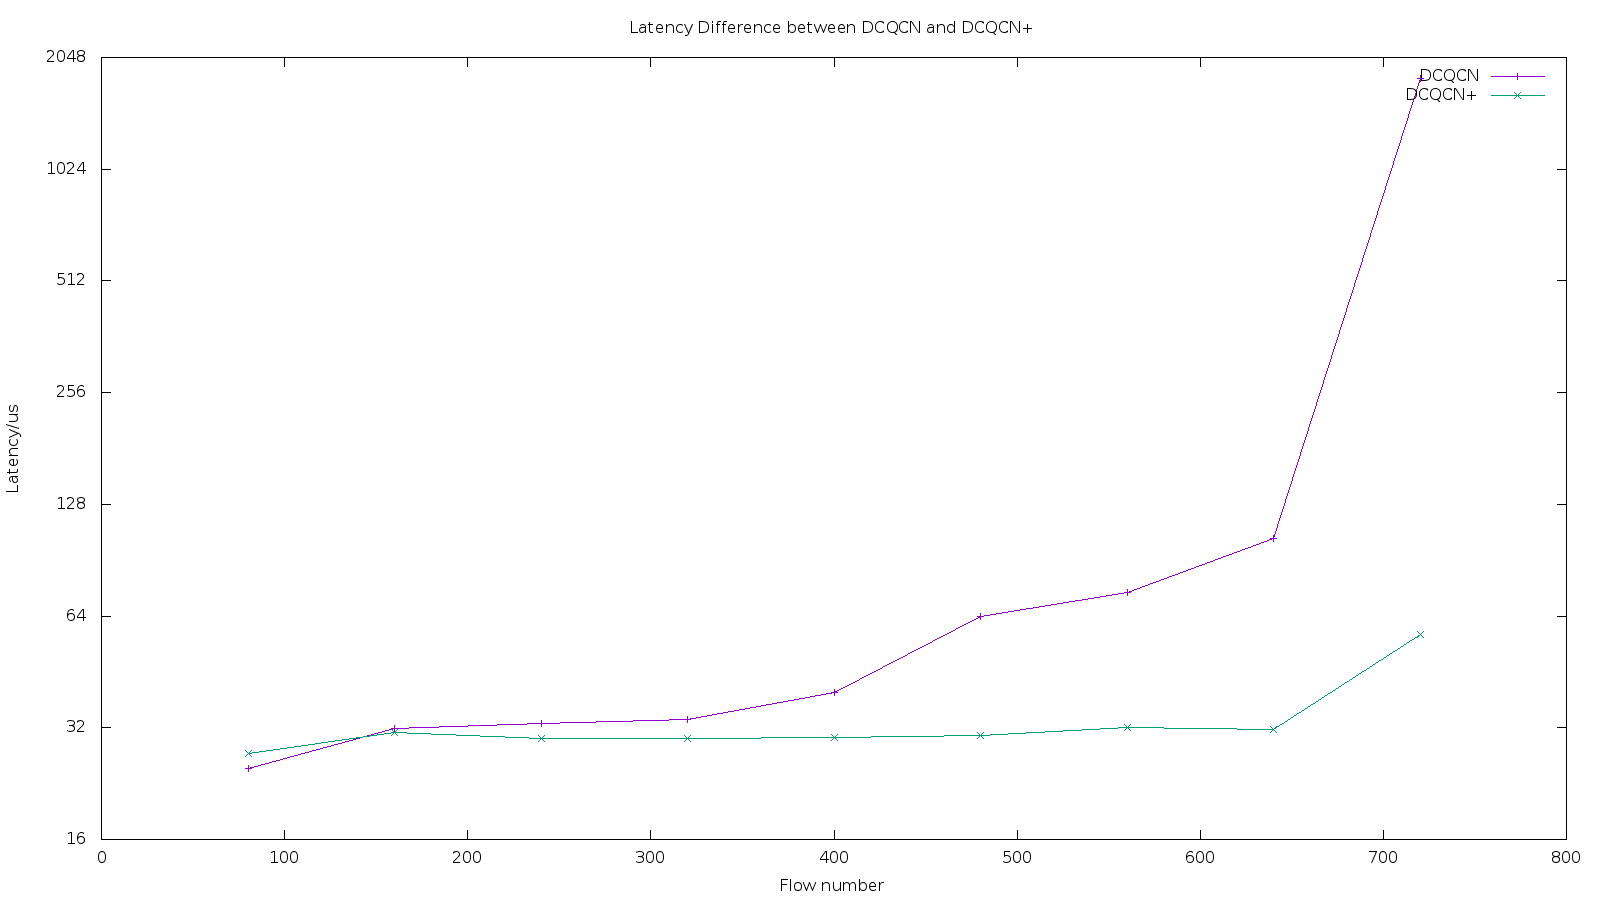 Latency Difference between DCQCN and DCQCN+
2048
1024
512
256
128
64
32
16
Latency/us
DCQCN
DCQCN+
0 100 200 300 400 500 600 700 800
Flow number